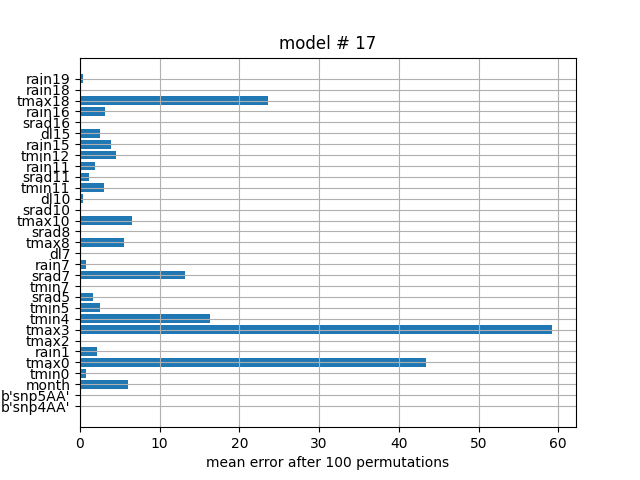 model # 17
rain19
rain18
tmax18
rain16
srad16
dl15
rain15
tmin12
rain11
srad11
tmin11
dl10
srad10
tmax10
srad8
tmax8
dl7
rain7
srad7
tmin7
srad5
tmin5
tmin4
tmax3
tmax2
rain1
tmax0
tmin0
month
b'snp5AA'
b'snp4AA'
0 10 20 30 40 50 60
mean error after 100 permutations